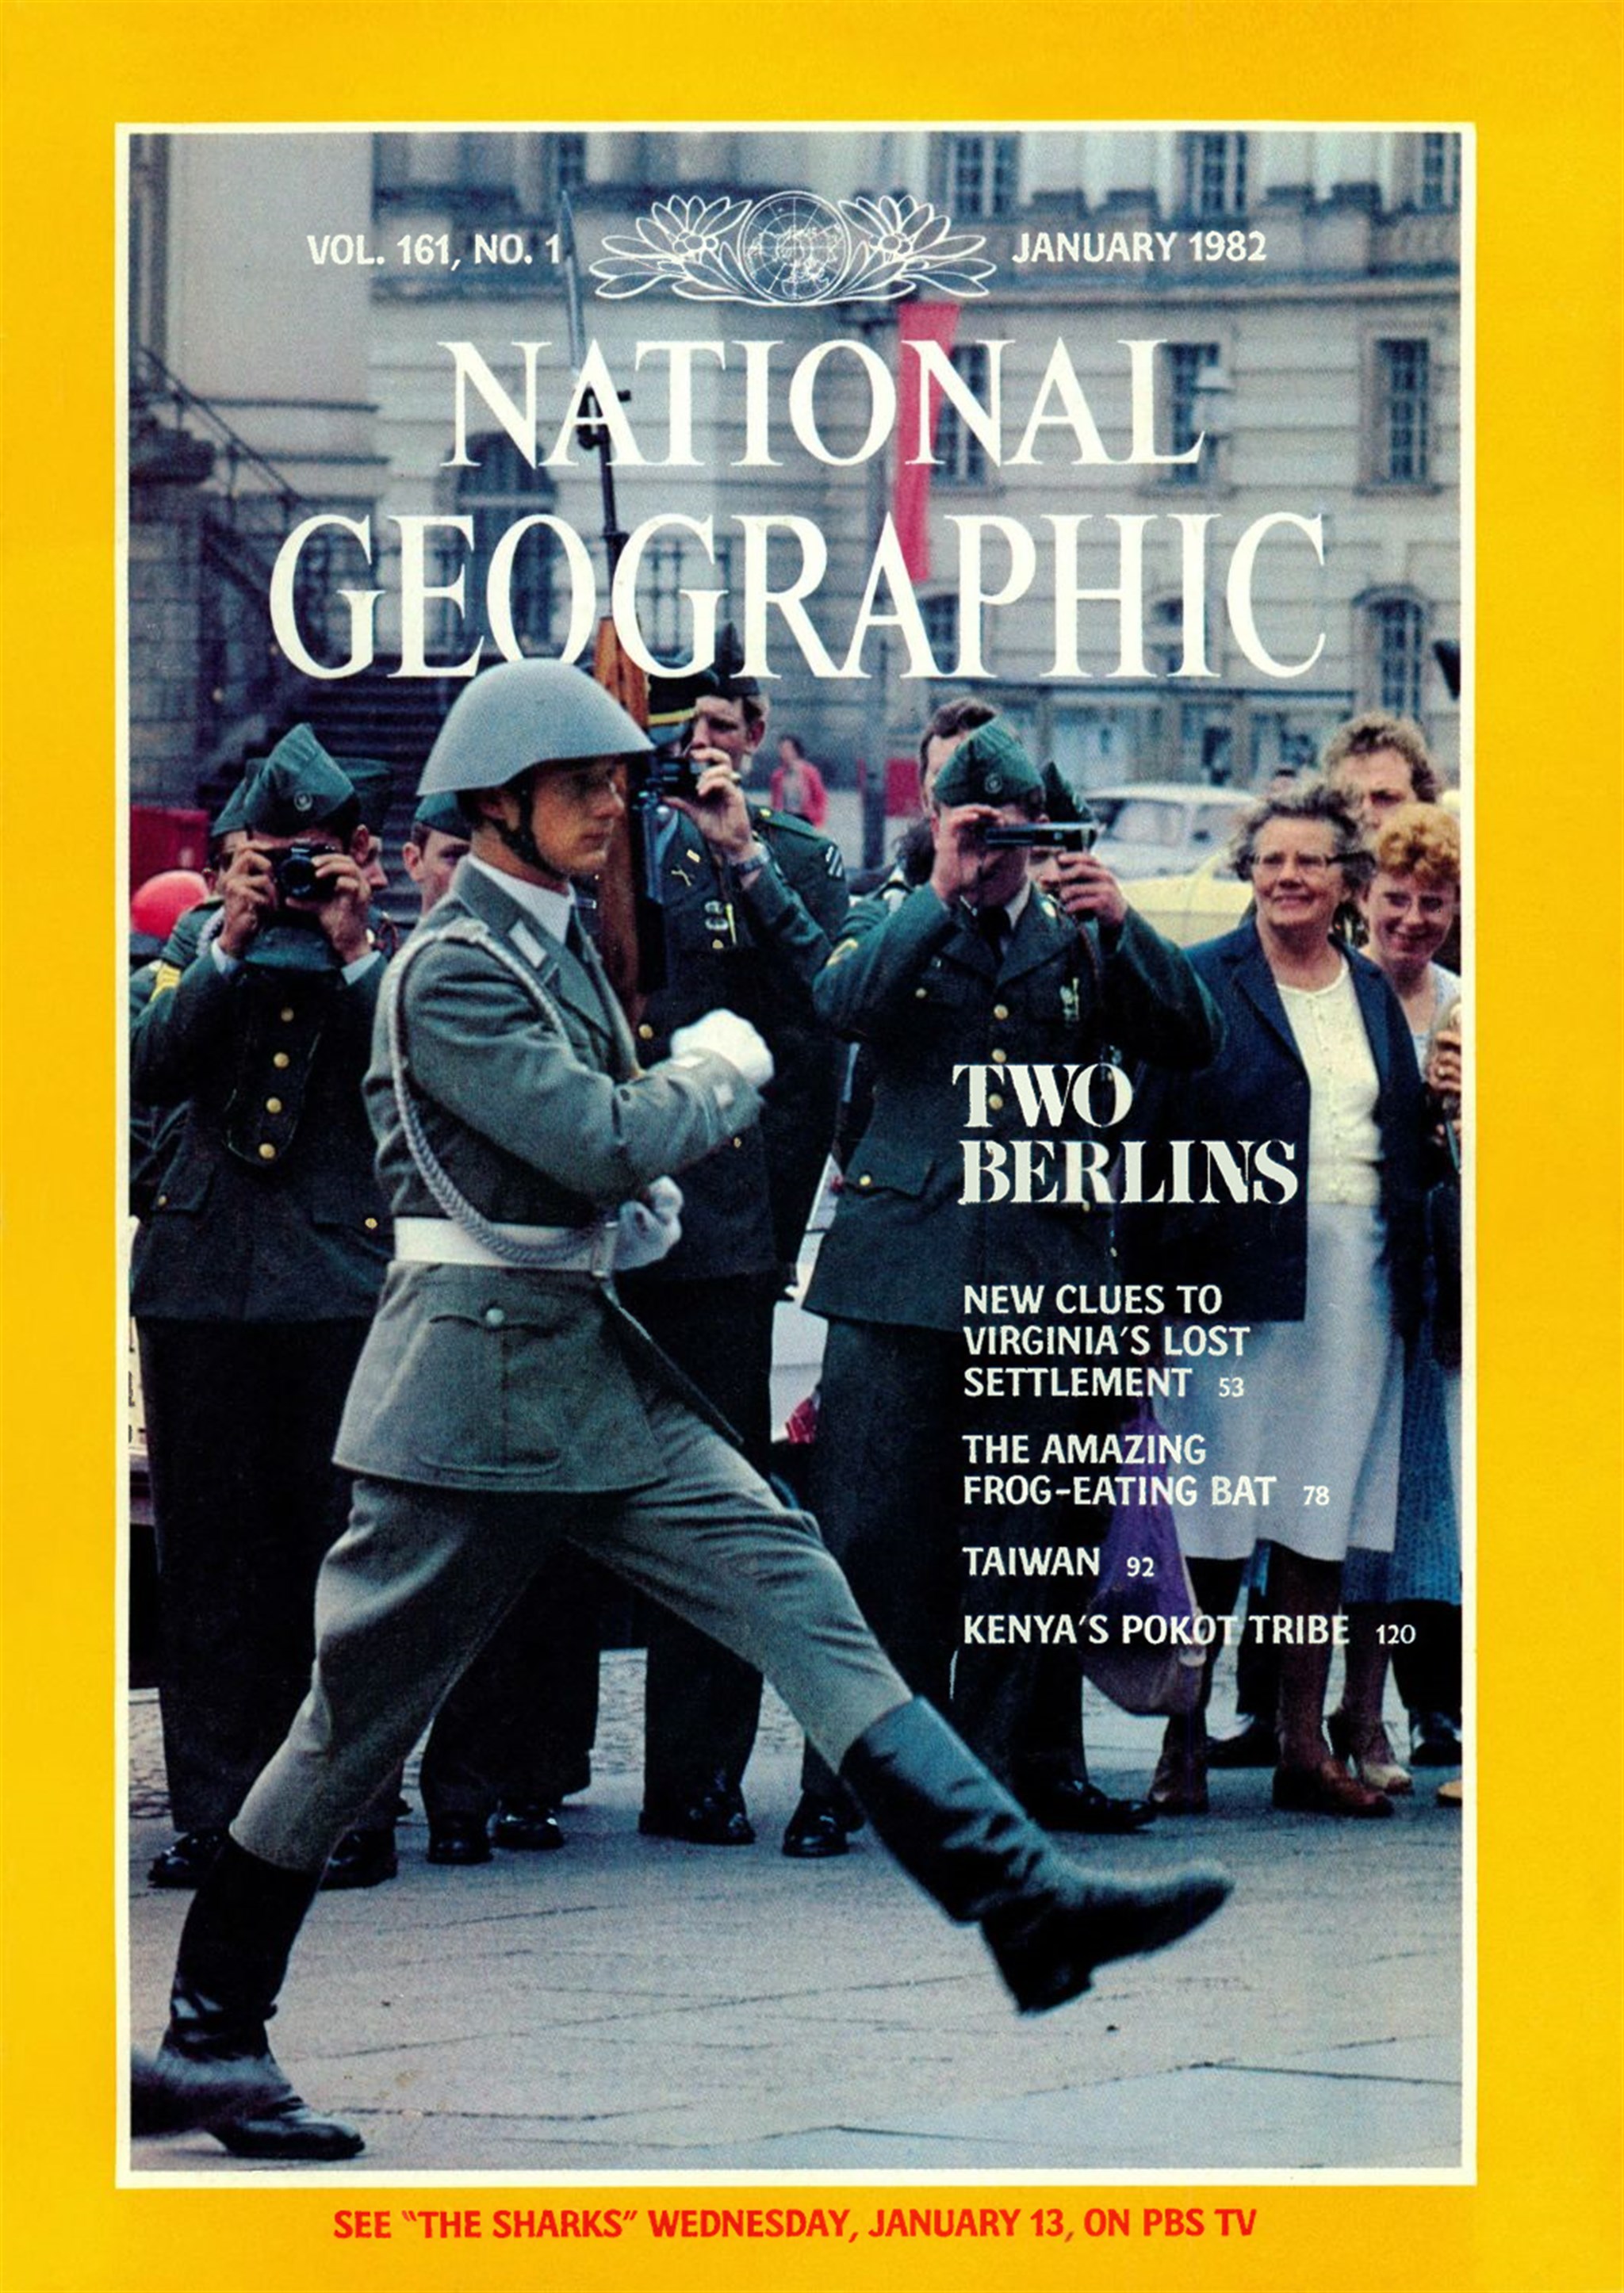 VOL. 161, NO. 1
JANUARY 1982
NATIONAL
GEOGRAPHIC
TWO
BERLINS
NEW CLUES TO
VIRGINIA'S LOST
SETTLEMENT 53
THE AMAZING
FROG-EATING BAT 78
TAIWAN 92
KENYA'S POKOT TRIBE 120
SEE "THE SHARKS" WEDNESDAY, JANUARY 13, ON PBS TV